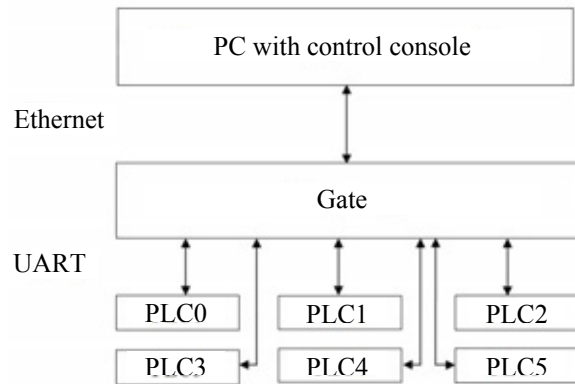 PC with control console
Ethernet
Gate
UART
PLC0 PLC1 PLC2
PLC3 PLC4 PLC5